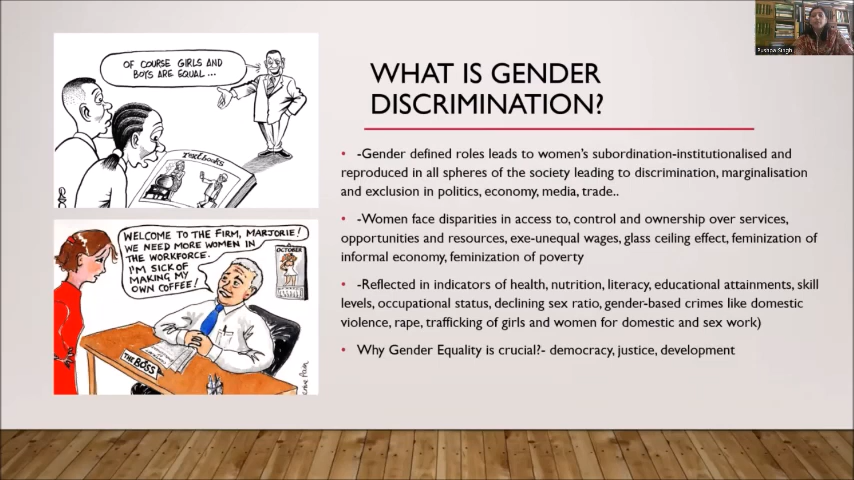 OF COURSE GIRLS AND
BOYS ARE EQUAL...
textbooks
WELCOME TO THE FIRM, MARJORIE!
WE NEED MORE WOMEN IN
THE WORKFORCE.
I'M SICK OF
MAKING MY
OWN COFFEE!
OCTOBER
THE BOSS
WHAT IS GENDER
DISCRIMINATION?
• -Gender defined roles leads to women's subordination-institutionalised and
reproduced in all spheres of the society leading to discrimination, marginalisation
and exclusion in politics, economy, media, trade..
• -Women face disparities in access to, control and ownership over services,
opportunities and resources, exe-unequal wages, glass ceiling effect, feminization of
informal economy, feminization of poverty
• -Reflected in indicators of health, nutrition, literacy, educational attainments, skill
levels, occupational status, declining sex ratio, gender-based crimes like domestic
violence, rape, trafficking of girls and women for domestic and sex work)
• Why Gender Equality is crucial?- democracy, justice, development
Pushpa Singh